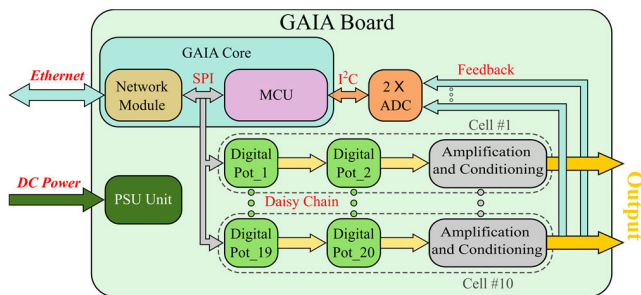 GAIA Board
GAIA Core
Ethernet
Network
Module
SPI
MCU
I²C
2 X
ADC
Feedback
Cell #1
Digital
Pot_1
Digital
Pot_2
Amplification
and Conditioning
DC Power
PSU Unit
Daisy Chain
Output
Digital
Pot_19
Digital
Pot_20
Amplification
and Conditioning
Cell #10